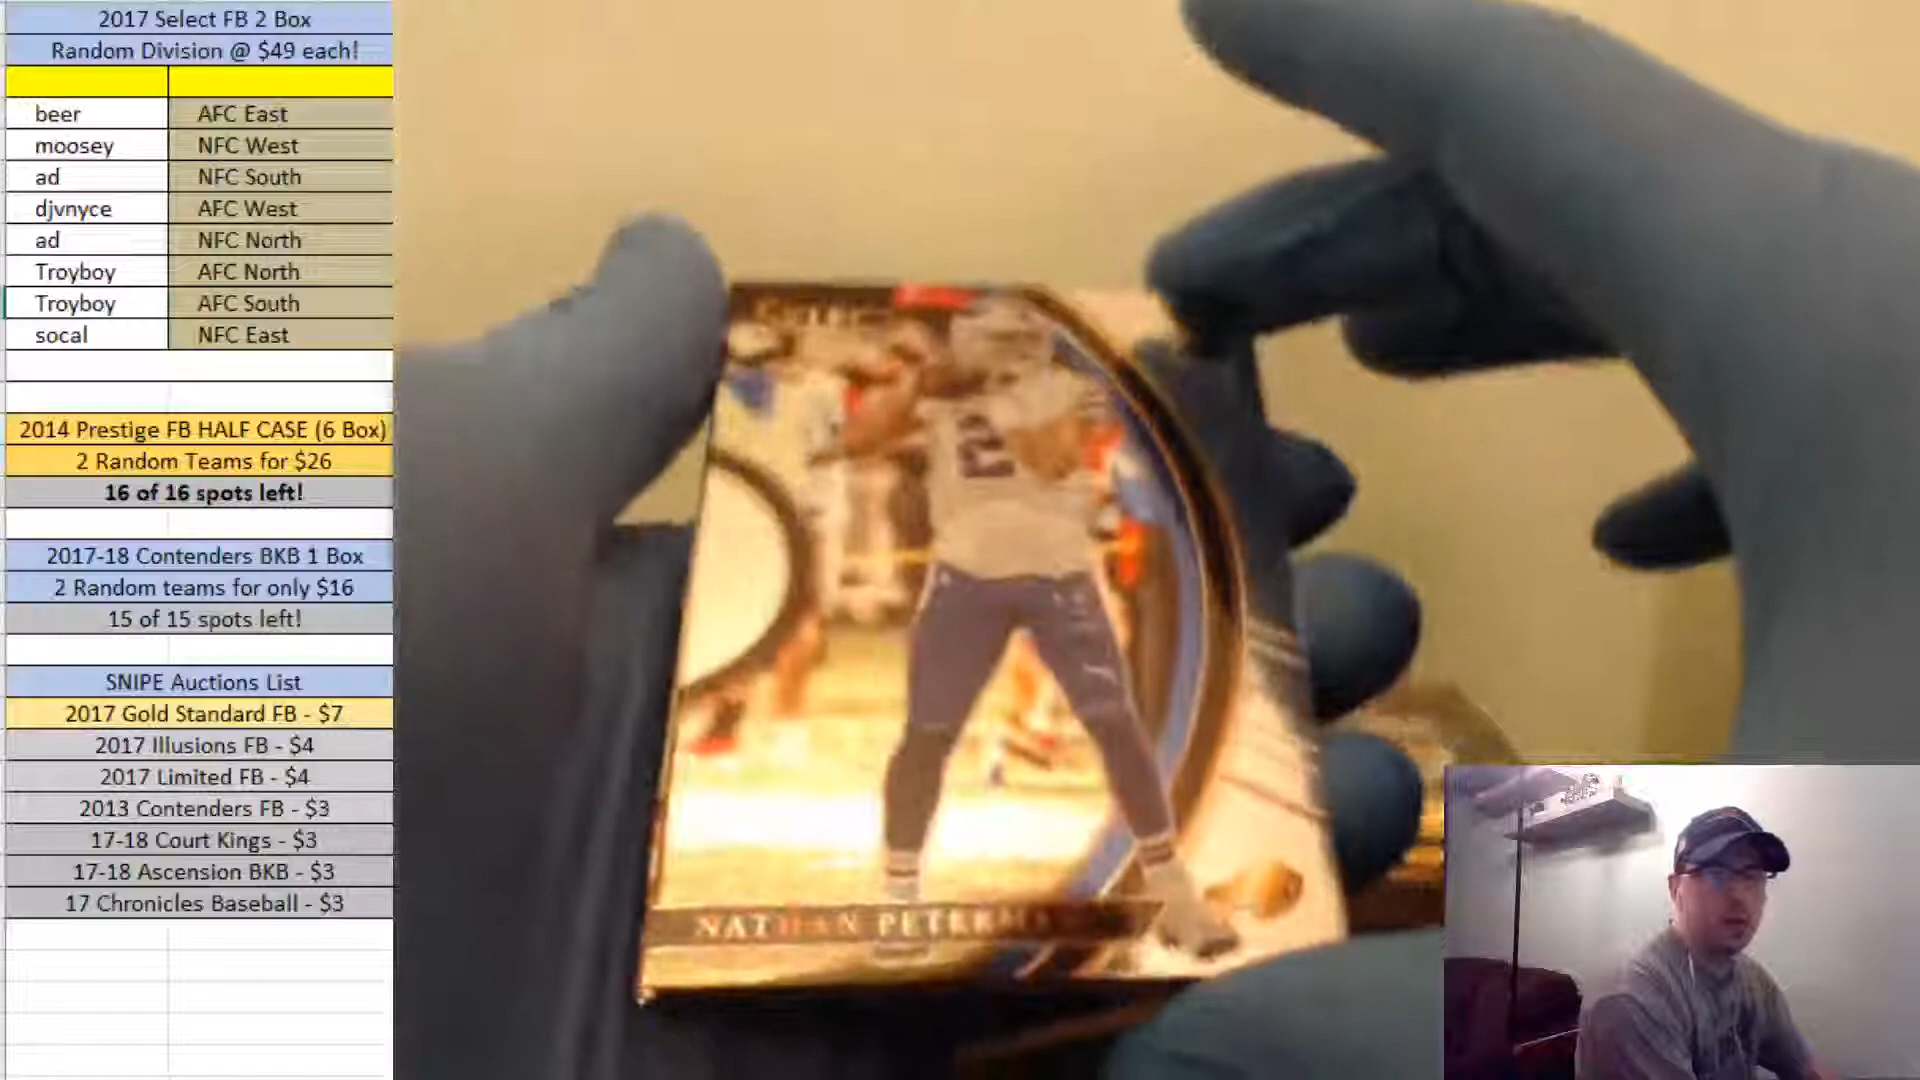 2017 Select FB 2 Box
Random Division @ $49 each!
beer AFC East
moosey NFC West
ad NFC South
djvnyce AFC West
ad NFC North
Troyboy AFC North
Troyboy AFC South
socal NFC East
2014 Prestige FB HALF CASE (6 Box)
2 Random Teams for $26
16 of 16 spots left!
2017-18 Contenders BKB 1 Box
2 Random teams for only $16
15 of 15 spots left!
SNIPE Auctions List
2017 Gold Standard FB - $7
2017 Illusions FB - $4
2017 Limited FB - $4
2013 Contenders FB - $3
17-18 Court Kings - $3
17-18 Ascension BKB - $3
17 Chronicles Baseball - $3
NATHAN